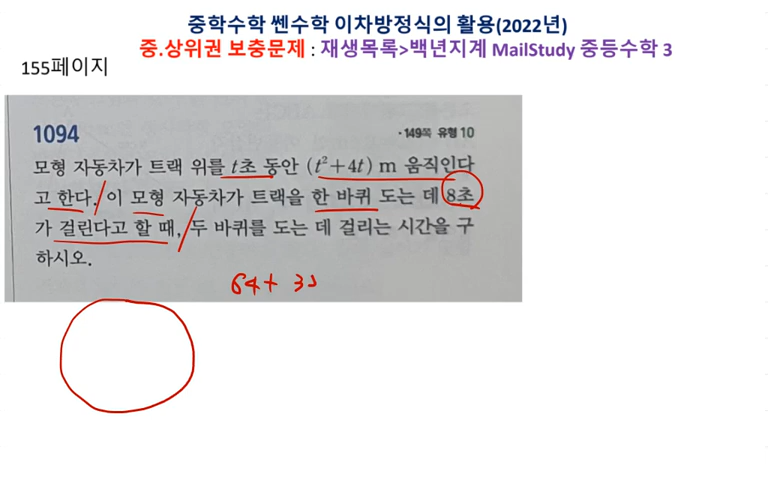 중학수학 쎈수학 이차방정식의 활용(2022년)
중.상위권 보충문제 : 재생목록>백년지계 MailStudy 중등수학 3
155페이지
1094
·149쪽 유형 10
모형 자동차가 트랙 위를 t초 동안 (t²+4t) m 움직인다
고 한다. 이 모형 자동차가 트랙을 한 바퀴 도는 데 8초
가 걸린다고 할 때, 두 바퀴를 도는 데 걸리는 시간을 구
하시오.
64+